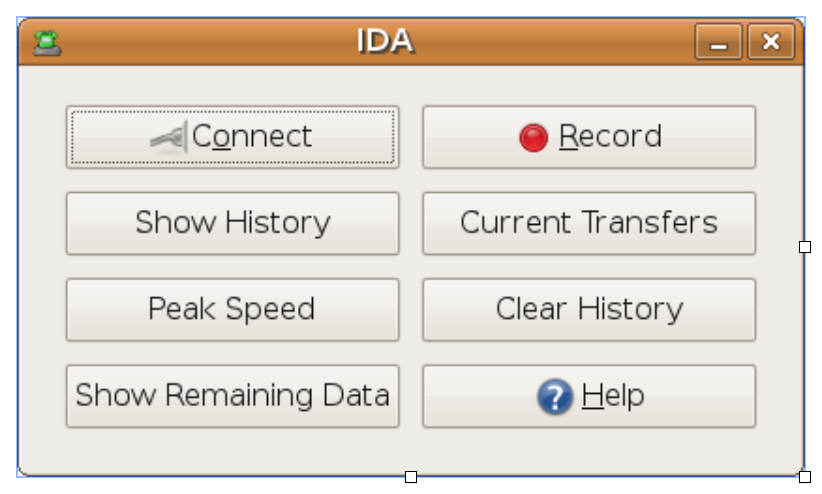 IDA
Connect
Record
Show History
Current Transfers
Peak Speed
Clear History
Show Remaining Data
? Help